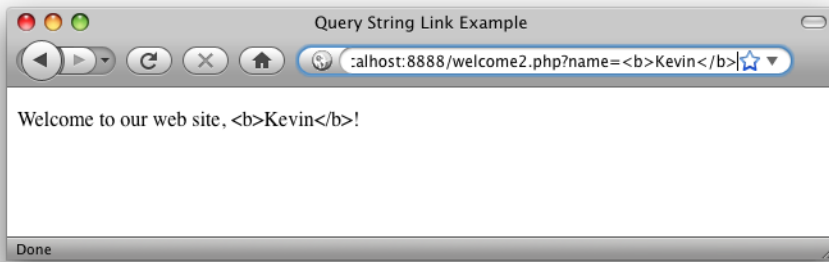 Query String Link Example
:alhost:8888/welcome2.php?name=<b>Kevin</b>
Welcome to our web site, <b>Kevin</b>!
Done